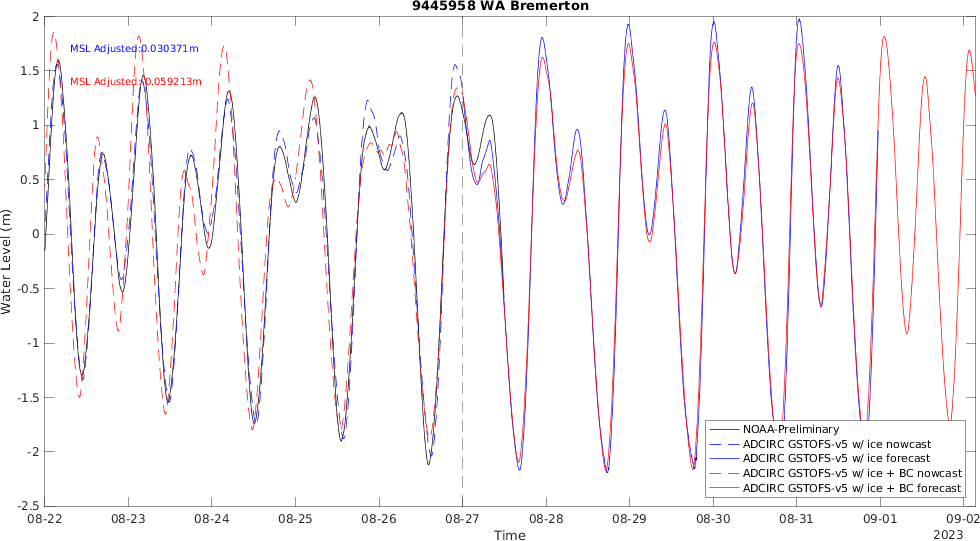 9445958 WA Bremerton
MSL Adjusted:0.030371m
MSL Adjusted:-0.059213m
Water Level (m)
2
1.5
1
0.5
0
-0.5
-1
-1.5
-2
-2.5
NOAA-Preliminary
ADCIRC GSTOFS-v5 w/ ice nowcast
ADCIRC GSTOFS-v5 w/ ice forecast
ADCIRC GSTOFS-v5 w/ ice + BC nowcast
ADCIRC GSTOFS-v5 w/ ice + BC forecast
08-22 08-23 08-24 08-25 08-26 08-27 08-28 08-29 08-30 08-31 09-01 09-02
Time
2023